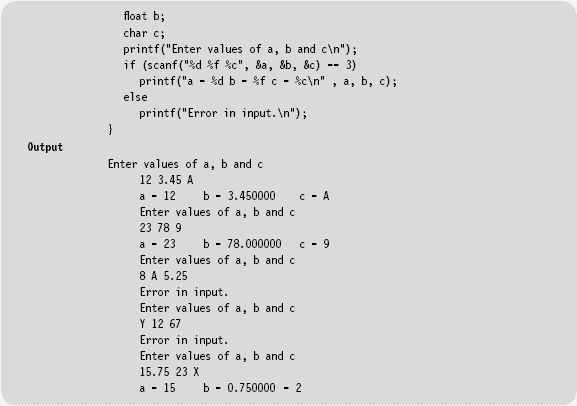 float b;
char c;
printf("Enter values of a, b and c\n");
if (scanf("%d %f %c", &a, &b, &c) -- 3)
printf("a - %d b - %f c - %c\n" , a, b, c);
else
printf("Error in input.\n");
}
Output
Enter values of a, b and c
12 3.45 A
a - 12 b - 3.450000 c - A
Enter values of a, b and c
23 78 9
a - 23 b - 78.000000 c - 9
Enter values of a, b and c
8 A 5.25
Error in input.
Enter values of a, b and c
Y 12 67
Error in input.
Enter values of a, b and c
15.75 23 X
a - 15 b - 0.750000 - 2